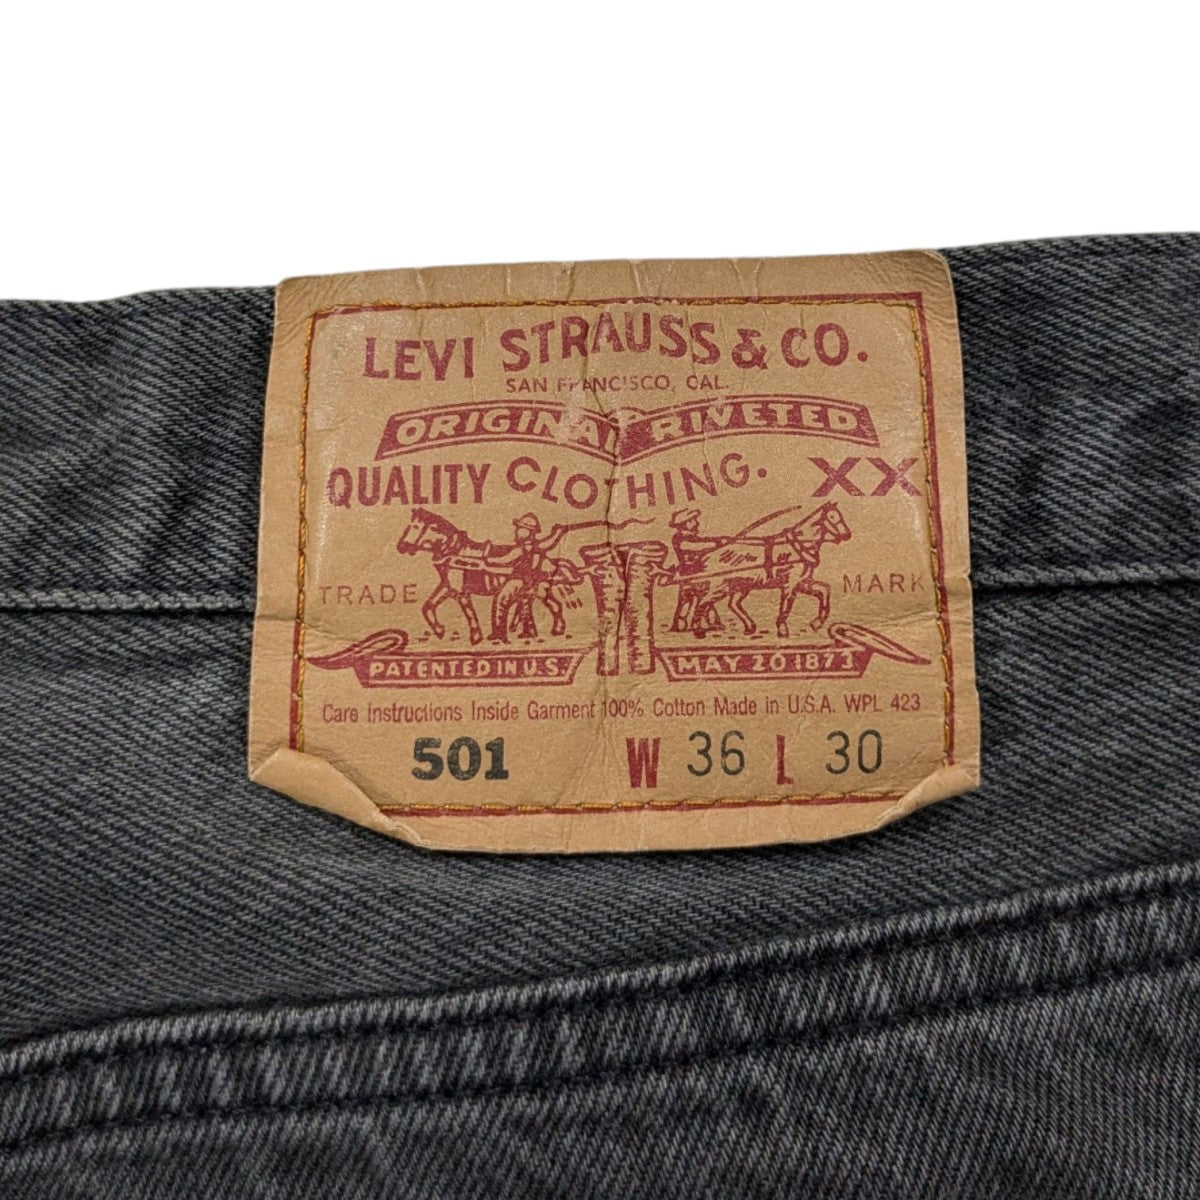 LEVI STRAUSS & CO.
SAN FRANCISCO, CAL.
ORIGINAL RIVETED
QUALITY CLOTHING. XX
TRADE MARK
PATENTED IN U.S. MAY 20 1873
Care Instructions Inside Garment 100% Cotton Made in U.S.A. WPL 423
501 W 36 L 30